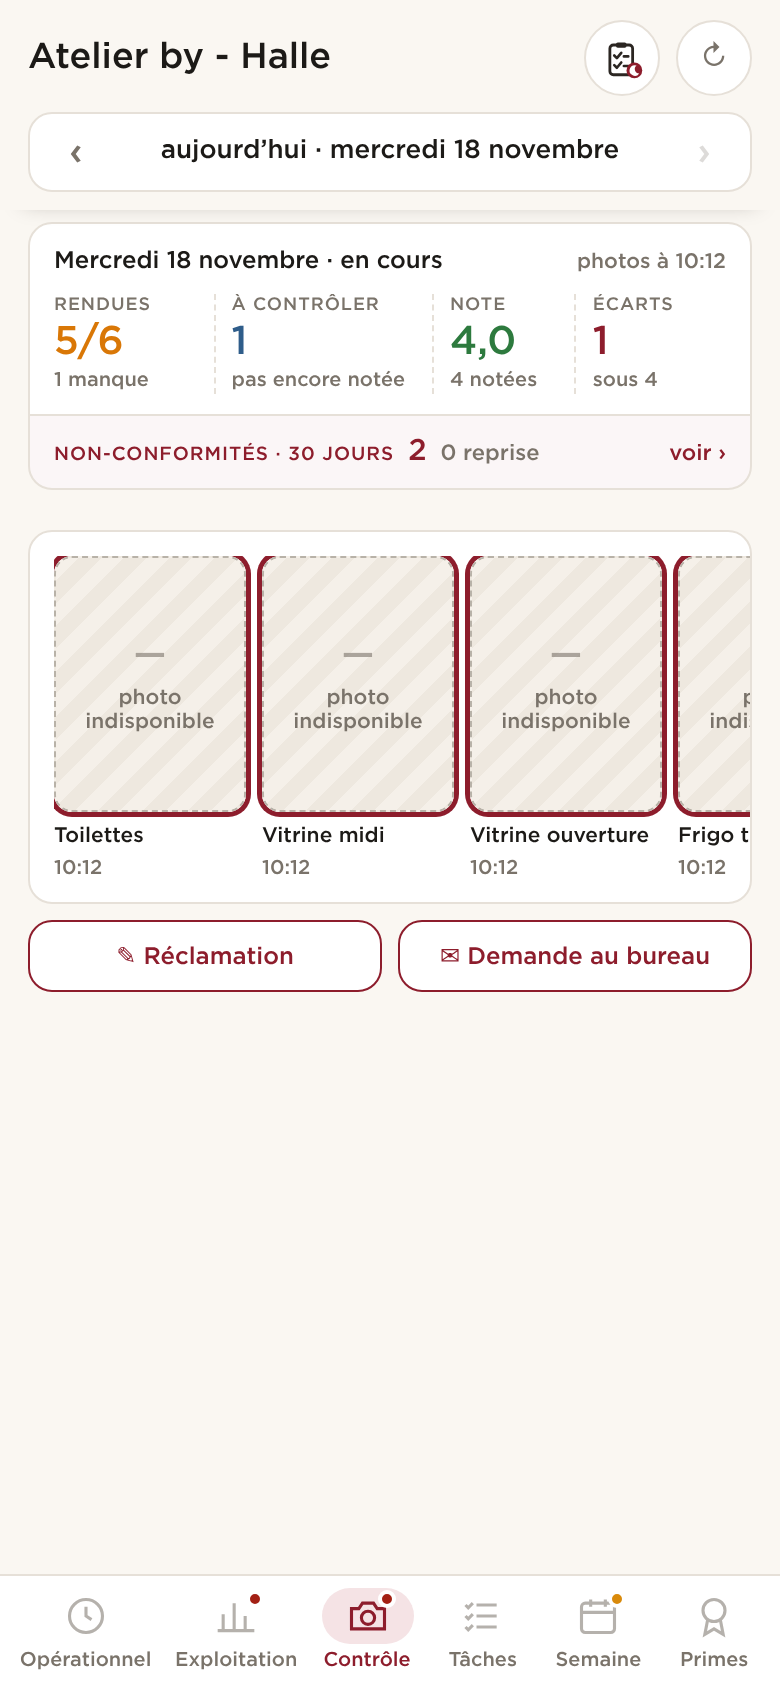 Atelier by - Halle
‹ aujourd’hui · mercredi 18 novembre ›
Mercredi 18 novembre · en cours photos à 10:12
RENDUES À CONTRÔLER NOTE ÉCARTS
5/6 1 4,0 1
1 manque pas encore notée 4 notées sous 4
NON-CONFORMITÉS · 30 JOURS 2 0 reprise voir ›
— — —
photo photo photo p
indisponible indisponible indisponible indis
Toilettes Vitrine midi Vitrine ouverture Frigo t
10:12 10:12 10:12 10:12
✎ Réclamation ✉ Demande au bureau
Opérationnel Exploitation Contrôle Tâches Semaine Primes